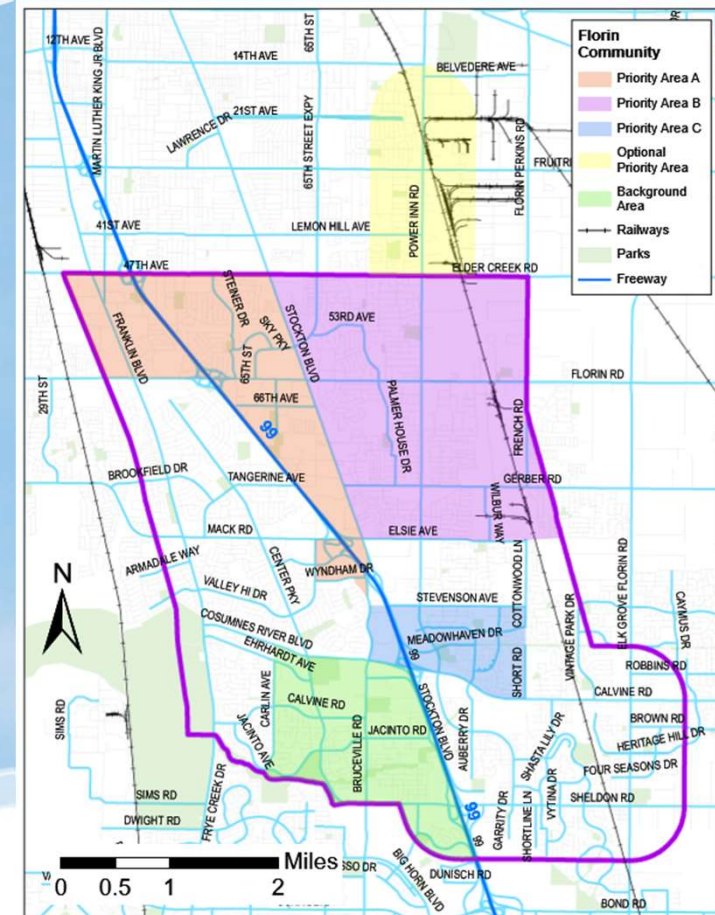 12TH AVE
65TH ST
14TH AVE
BELVEDERE AVE
MARTIN LUTHER KING JR BLVD
21ST AVE
LAWRENCE DR
65TH STREET EXPY
FLORIN PERKINS RD
FRUITRI
POWER INN RD
41ST AVE
LEMON HILL AVE
47TH AVE
ELDER CREEK RD
Florin
Community
Priority Area A
Priority Area B
Priority Area C
Optional
Priority Area
Background
Area
Railways
Parks
Freeway
STEINER DR
SKY PKY
STOCKTON BLVD
53RD AVE
FRANKLIN BLVD
65TH ST
FLORIN RD
29TH ST
66TH AVE
PALMER HOUSE DR
99
FRENCH RD
BROOKFIELD DR
TANGERINE AVE
GERBER RD
WILBUR WAY
MACK RD
ELSIE AVE
ARMADALE WAY
CENTER PKY
WYNDHAM DR
COTTONWOOD LN
ELK GROVE FLORIN RD
N
VALLEY HI DR
STEVENSON AVE
CAYMUS DR
VINTAGE PARK DR
COSUMNES RIVER BLVD
MEADOWHAVEN DR
EHRHARDT AVE
99
SHORT RD
ROBBINS RD
CARLIN AVE
CALVINE RD
STOCKTON BLVD
CALVINE RD
SIMS RD
JACINTO AVE
BRUCEVILLE RD
JACINTO RD
AUBERRY DR
SHASTA LILY DR
BROWN RD
HERITAGE HILL DR
FOUR SEASONS DR
SIMS RD
FRYE CREEK DR
VYTINA DR
SHELDON RD
DWIGHT RD
99
GARRITY DR
SHORTLINE LN
99
Miles
0 0.5 1 2
SSO DR
BIG HORN BLVD
DUNISCH RD
BOND RD